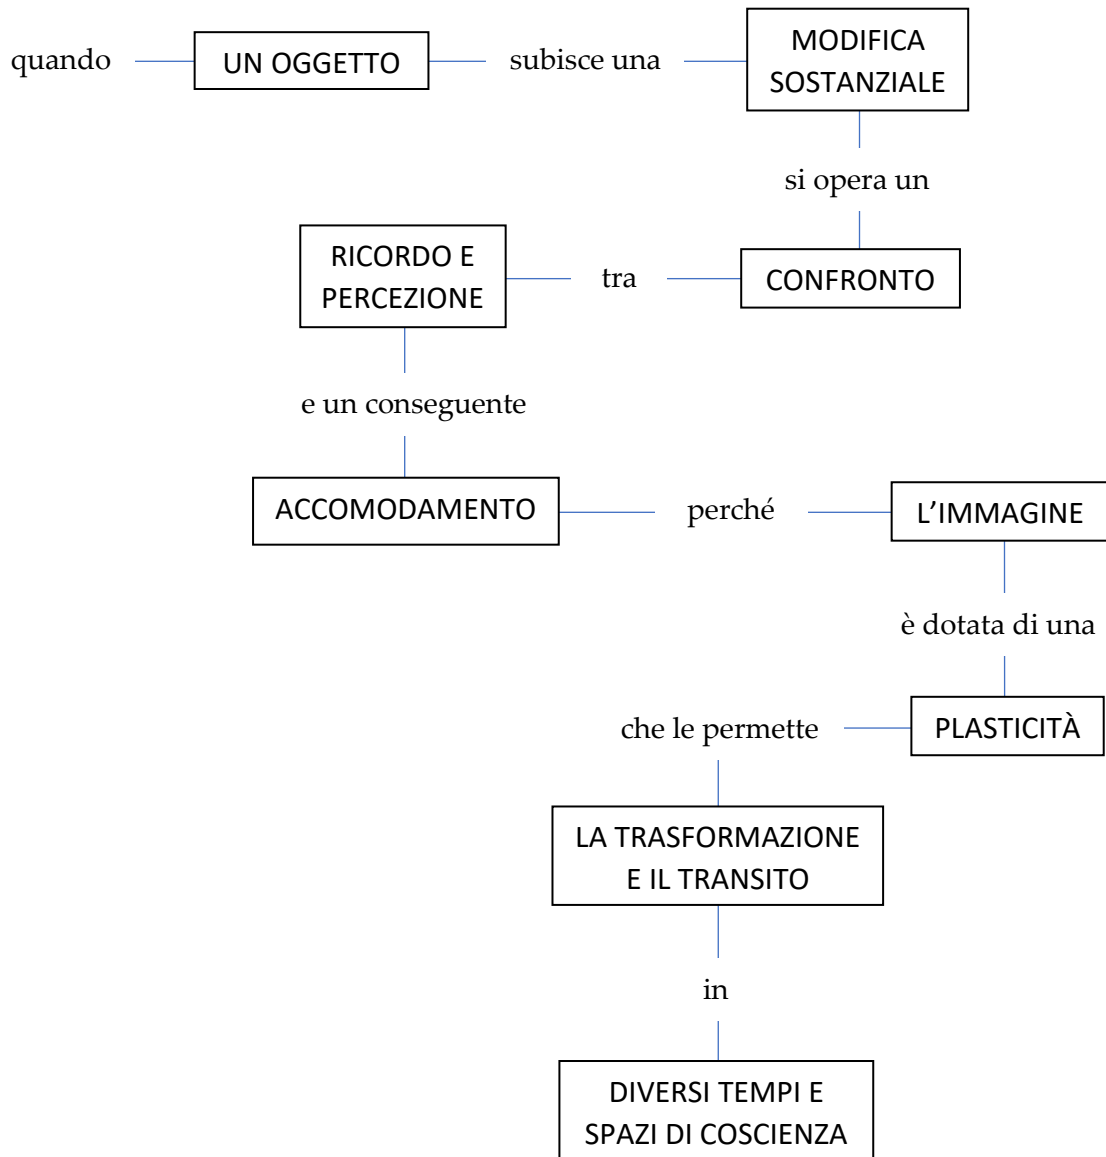 quando
UN OGGETTO
subisce una
MODIFICA
SOSTANZIALE
si opera un
CONFRONTO
tra
RICORDO E
PERCEZIONE
e un conseguente
ACCOMODAMENTO
perché
L’IMMAGINE
è dotata di una
PLASTICITÀ
che le permette
LA TRASFORMAZIONE
E IL TRANSITO
in
DIVERSI TEMPI E
SPAZI DI COSCIENZA